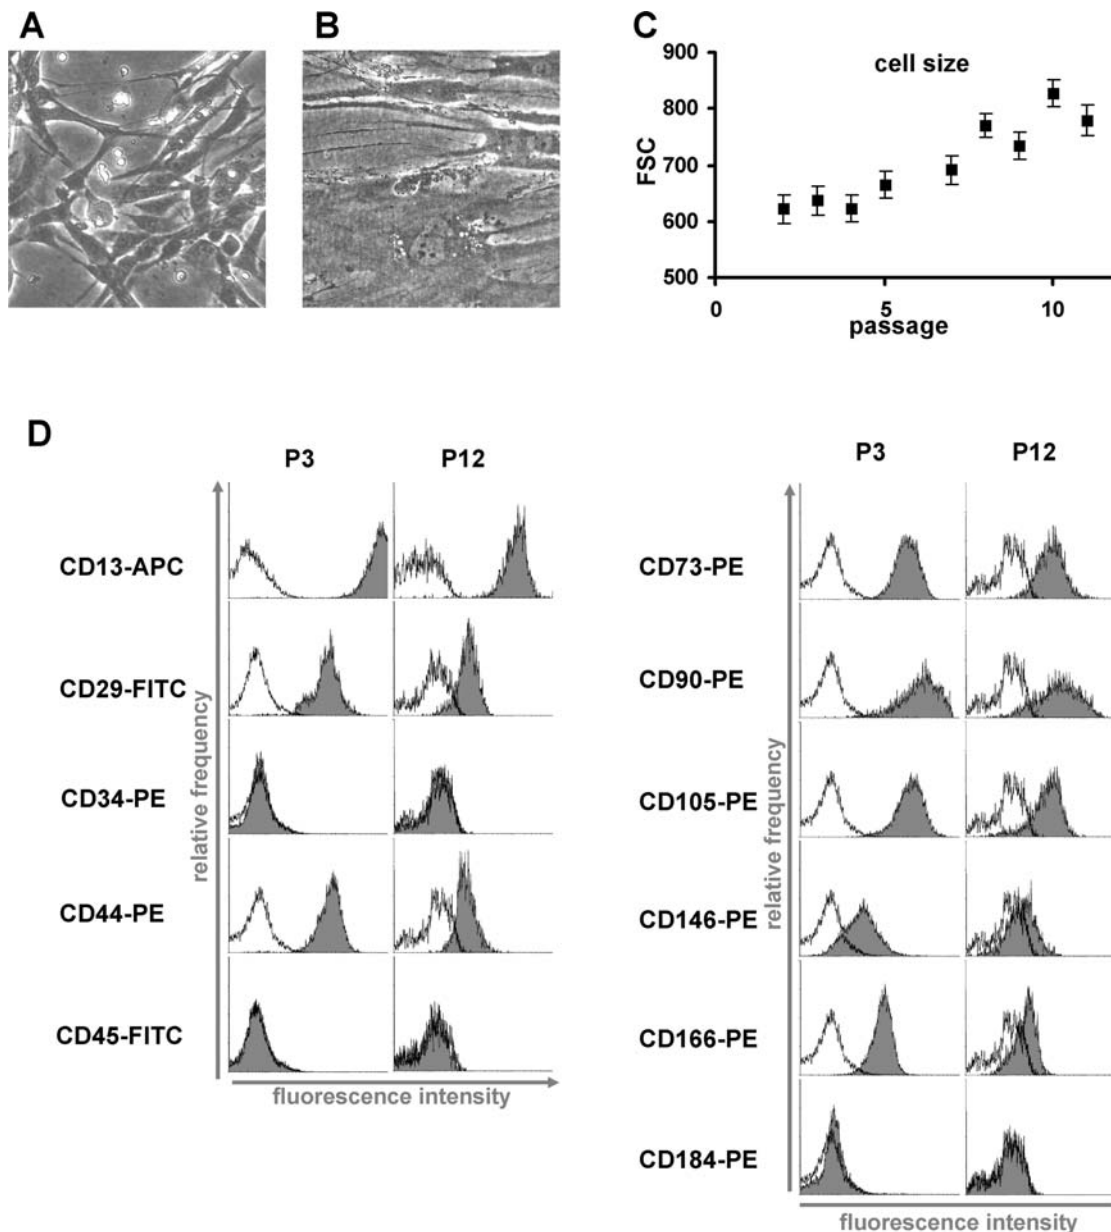 A
B
C
900
800
700
600
500
FSC
cell size
0
5
10
passage
D
P3
P12
CD13-APC
CD29-FITC
CD34-PE
CD44-PE
CD45-FITC
relative frequency
fluorescence intensity
P3
P12
CD73-PE
CD90-PE
CD105-PE
CD146-PE
CD166-PE
CD184-PE
relative frequency
fluorescence intensity